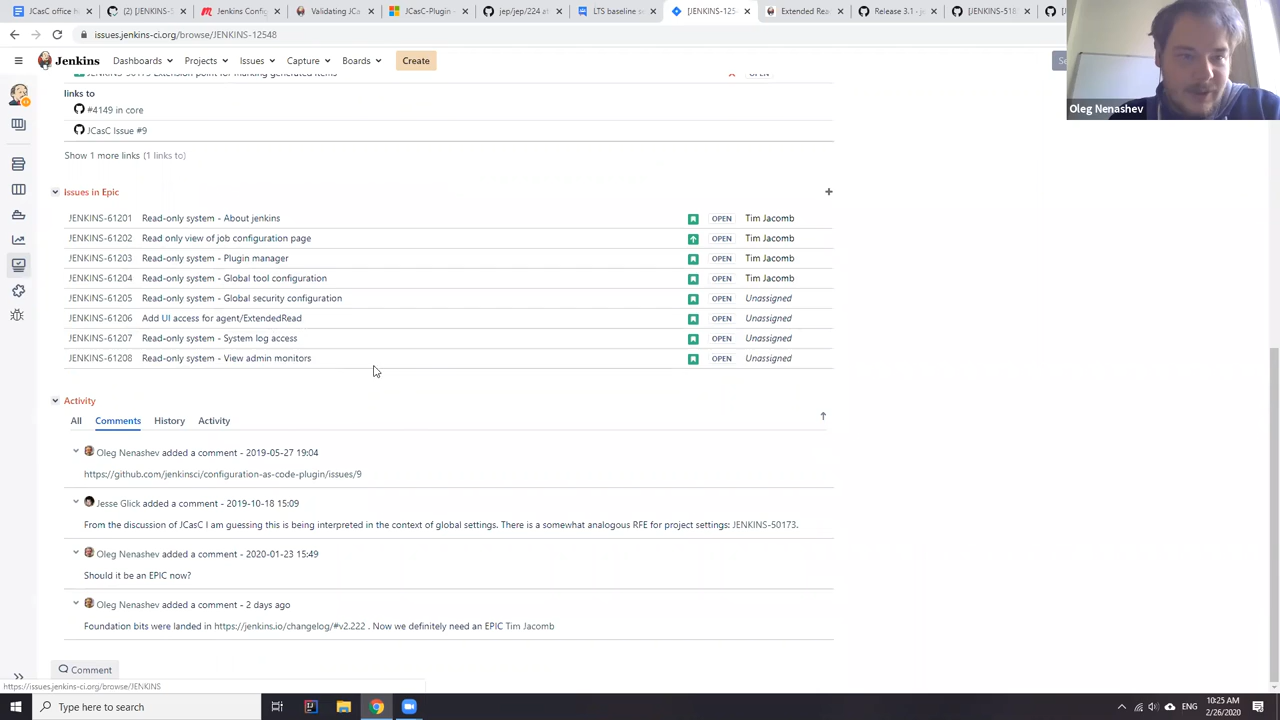 JCasC office h
JENKINS-5
Jenkins Config
Validating JCa
JCasC-Plugin -
jep/jep/224 at
LTS baseline s
[JENKINS-125
Extended Rea
Release 3.1 · j
[JENKINS-518
issues.jenkins-ci.org/browse/JENKINS-12548
Jenkins
Dashboards
Projects
Issues
Capture
Boards
Create
Se
Oleg Nenashev
JENKINS-50173 Extension point for marking generated items
OPEN
links to
#4149 in core
JCasC Issue #9
Show 1 more links (1 links to)
Issues in Epic
JENKINS-61201 Read-only system - About jenkins OPEN Tim Jacomb
JENKINS-61202 Read only view of job configuration page OPEN Tim Jacomb
JENKINS-61203 Read-only system - Plugin manager OPEN Tim Jacomb
JENKINS-61204 Read-only system - Global tool configuration OPEN Tim Jacomb
JENKINS-61205 Read-only system - Global security configuration OPEN Unassigned
JENKINS-61206 Add UI access for agent/ExtendedRead OPEN Unassigned
JENKINS-61207 Read-only system - System log access OPEN Unassigned
JENKINS-61208 Read-only system - View admin monitors OPEN Unassigned
Activity
All Comments History Activity
Oleg Nenashev added a comment - 2019-05-27 19:04
https://github.com/jenkinsci/configuration-as-code-plugin/issues/9
Jesse Glick added a comment - 2019-10-18 15:09
From the discussion of JCasC I am guessing this is being interpreted in the context of global settings. There is a somewhat analogous RFE for project settings: JENKINS-50173.
Oleg Nenashev added a comment - 2020-01-23 15:49
Should it be an EPIC now?
Oleg Nenashev added a comment - 2 days ago
Foundation bits were landed in https://jenkins.io/changelog/#v2.222 . Now we definitely need an EPIC Tim Jacomb
Comment
https://issues.jenkins-ci.org/browse/JENKINS
Type here to search
ENG
10:25 AM
2/26/2020